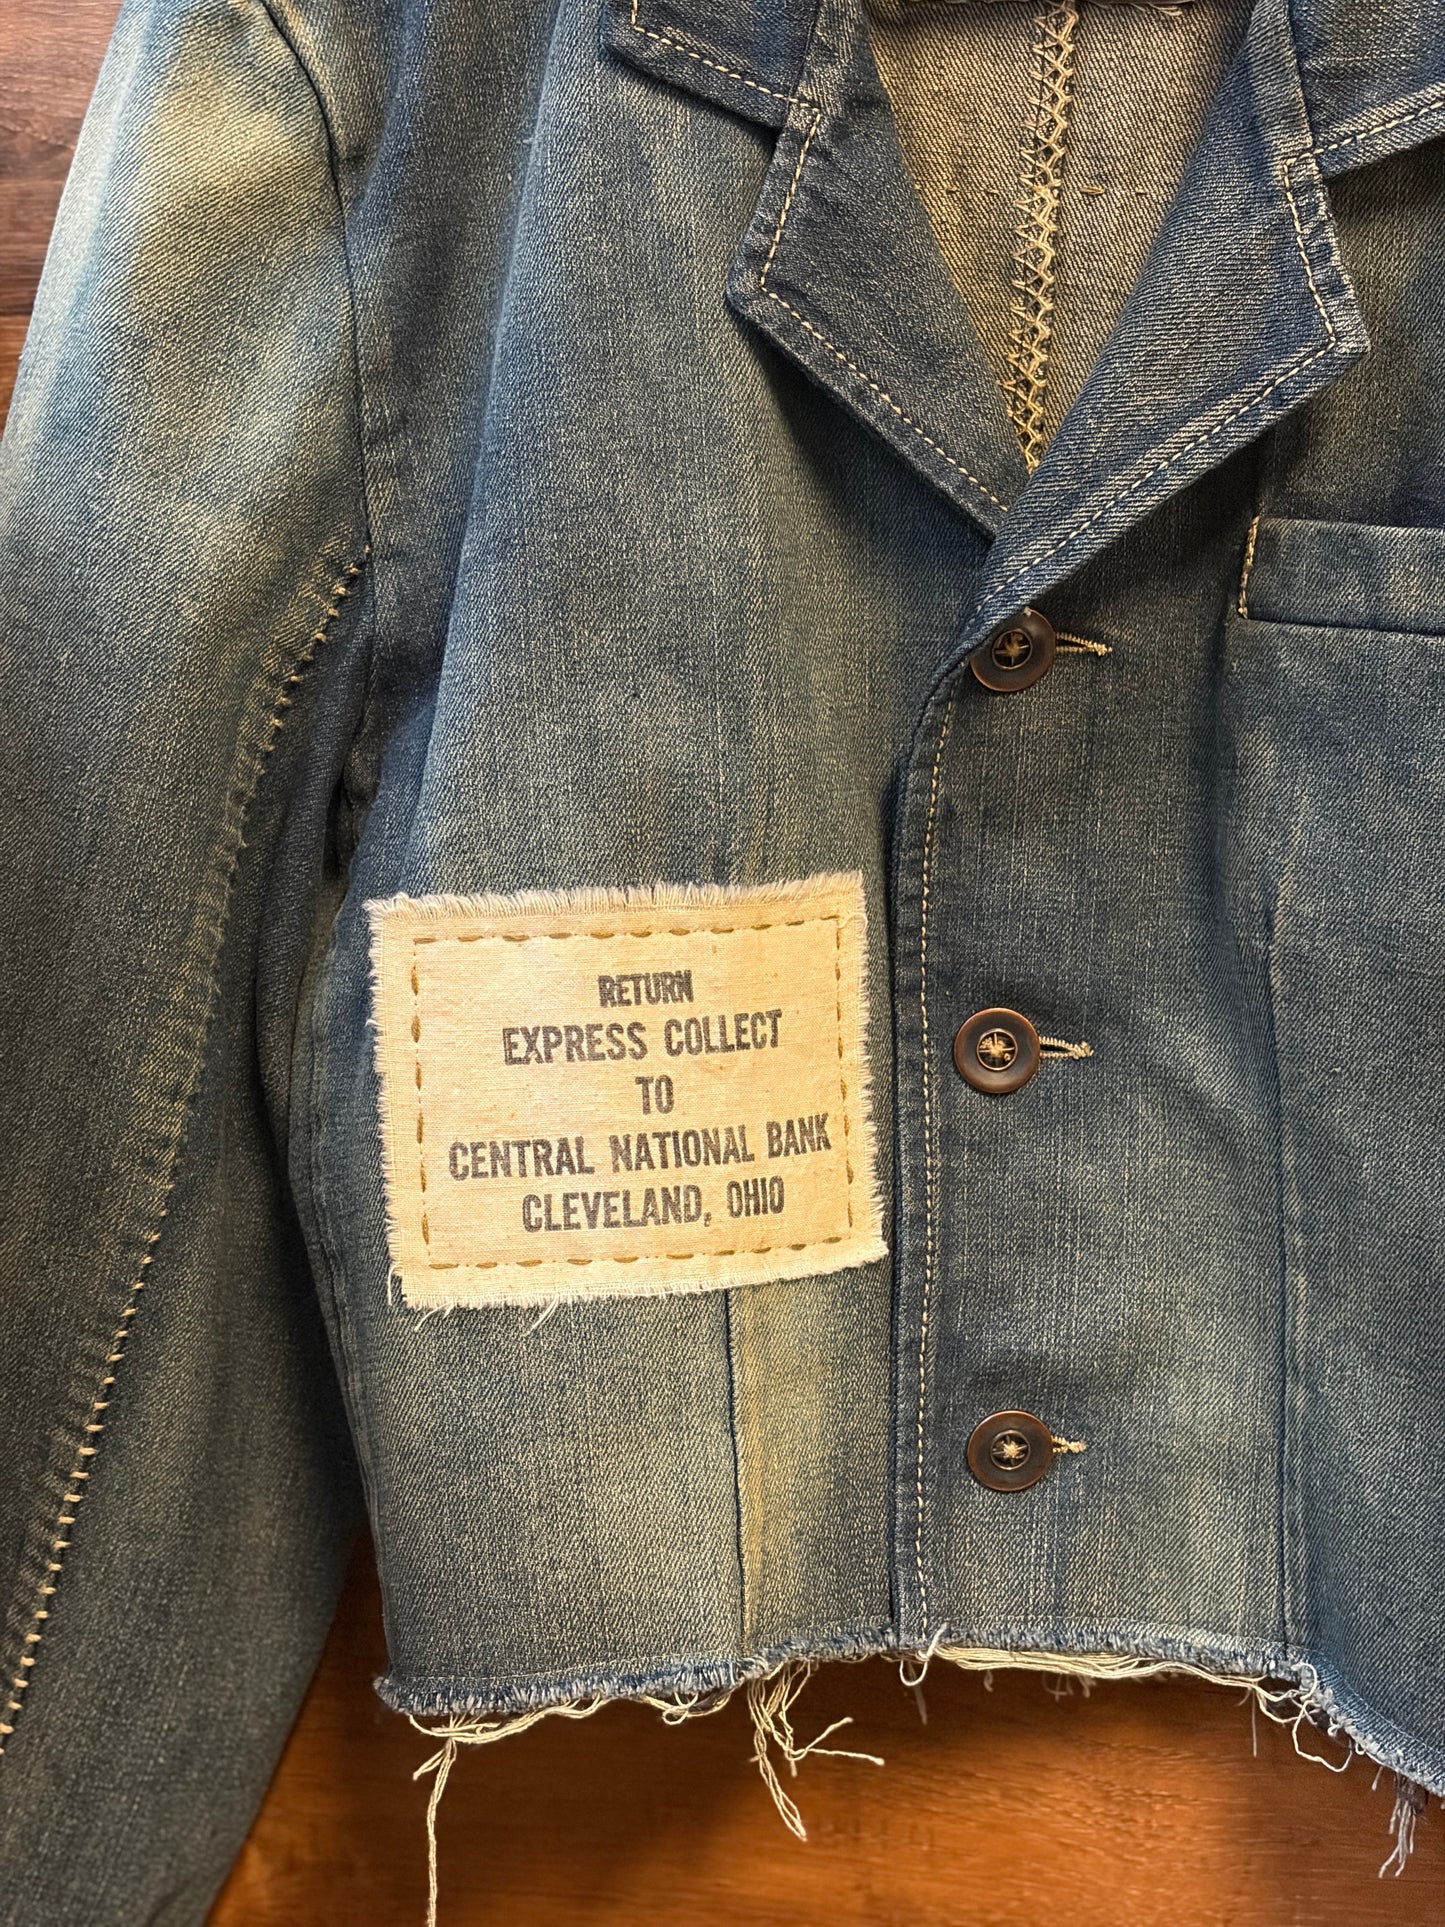 RETURN
EXPRESS COLLECT
TO
CENTRAL NATIONAL BANK
CLEVELAND, OHIO